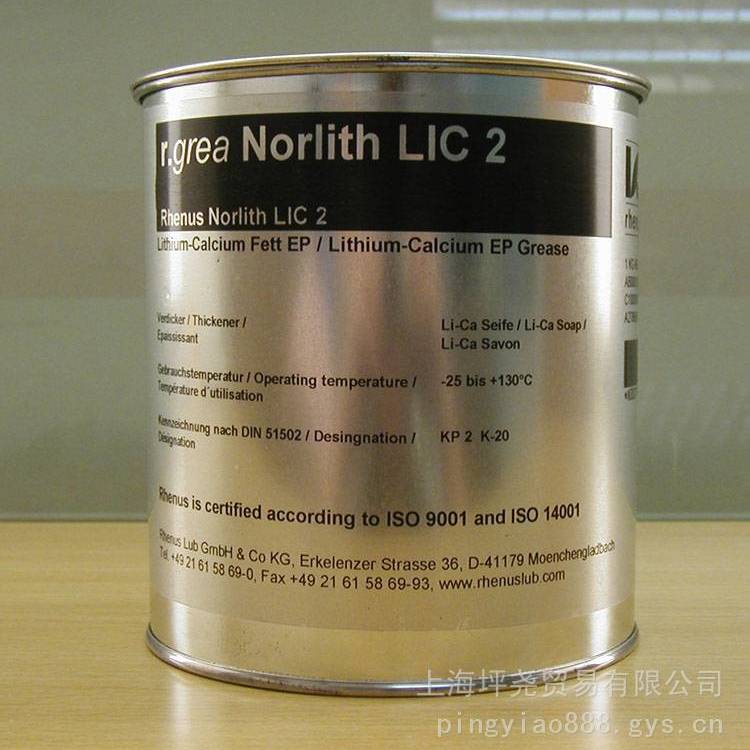 r.grea Norlith LIC 2
Rhenus Norlith LIC 2
Lithium-Calcium Fett EP / Lithium-Calcium EP Grease
Verdicker / Thickener /
Epaississant
Li-Ca Seife / Li-Ca Soap /
Li-Ca Savon
Gebrauchstemperatur / Operating temperature /
Température d´utilisation
-25 bis +130°C
Kennzeichnung nach DIN 51502 / Desingnation /
Désignation
KP 2 K-20
Rhenus is certified according to ISO 9001 and ISO 14001
Rhenus Lub GmbH & Co KG, Erkelenzer Strasse 36, D-41179 Moenchengladbach
Tel. +49 21 61 58 69-0, Fax +49 21 61 58 69-93, www.rhenuslub.com
1 KG
上海坪尧贸易有限公司
pingyiao888.gys.cn